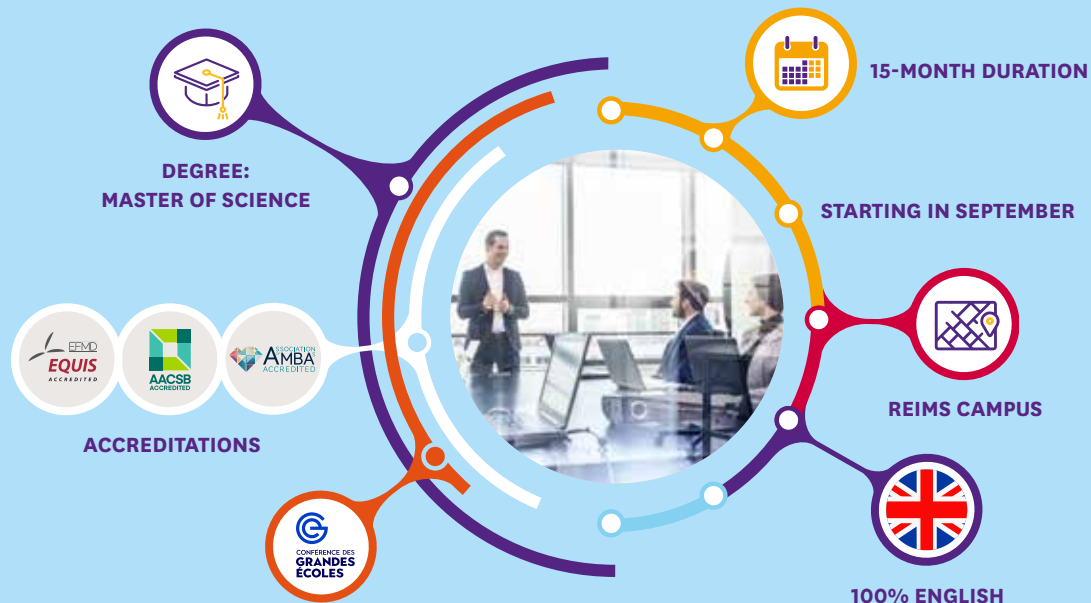 15-MONTH DURATION
DEGREE:
MASTER OF SCIENCE
STARTING IN SEPTEMBER
EFMD
EQUIS
ACCREDITED
AACSB
ACCREDITED
ASSOCIATION
AMBA
ACCREDITED
REIMS CAMPUS
ACCREDITATIONS
CONFÉRENCE DES
GRANDES
ÉCOLES
100% ENGLISH